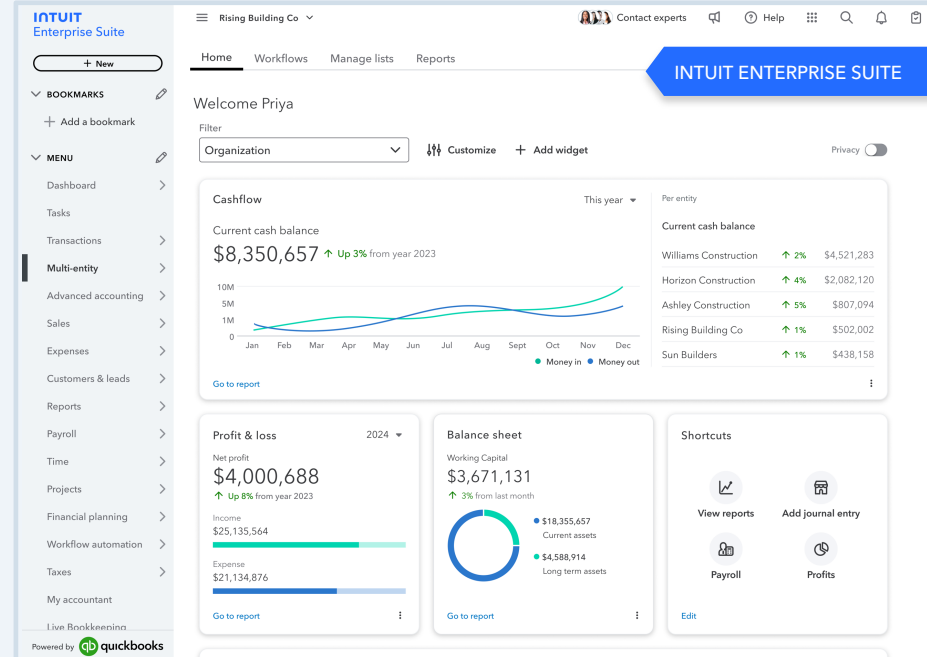 INTUIT
Enterprise Suite
Rising Building Co
Contact experts
Help
+ New
BOOKMARKS
Add a bookmark
MENU
Dashboard
Tasks
Transactions
Multi-entity
Advanced accounting
Sales
Expenses
Customers & leads
Reports
Payroll
Time
Projects
Financial planning
Workflow automation
Taxes
My accountant
Live Bookkeeping
Powered by qb quickbooks
Home Workflows Manage lists Reports
INTUIT ENTERPRISE SUITE
Welcome Priya
Filter
Organization
Customize
+ Add widget
Privacy
Cashflow
This year
Current cash balance
$8,350,657 ↑ Up 3% from year 2023
10M
5M
1M
0
Jan Feb Mar Apr May Jun Jul Aug Sept Oct Nov Dec
Money in Money out
Go to report
Per entity
Current cash balance
Williams Construction ↑ 2% $4,521,283
Horizon Construction ↑ 4% $2,082,120
Ashley Construction ↑ 5% $807,094
Rising Building Co ↑ 1% $502,002
Sun Builders ↑ 1% $438,158
Profit & loss
2024
Net profit
$4,000,688
↑ Up 8% from year 2023
Income
$25,135,564
Expense
$21,134,876
Go to report
Balance sheet
Working Capital
$3,671,131
↑ 3% from last month
$18,355,657
Current assets
$4,588,914
Long term assets
Go to report
Shortcuts
View reports
Add journal entry
Payroll
Profits
Edit